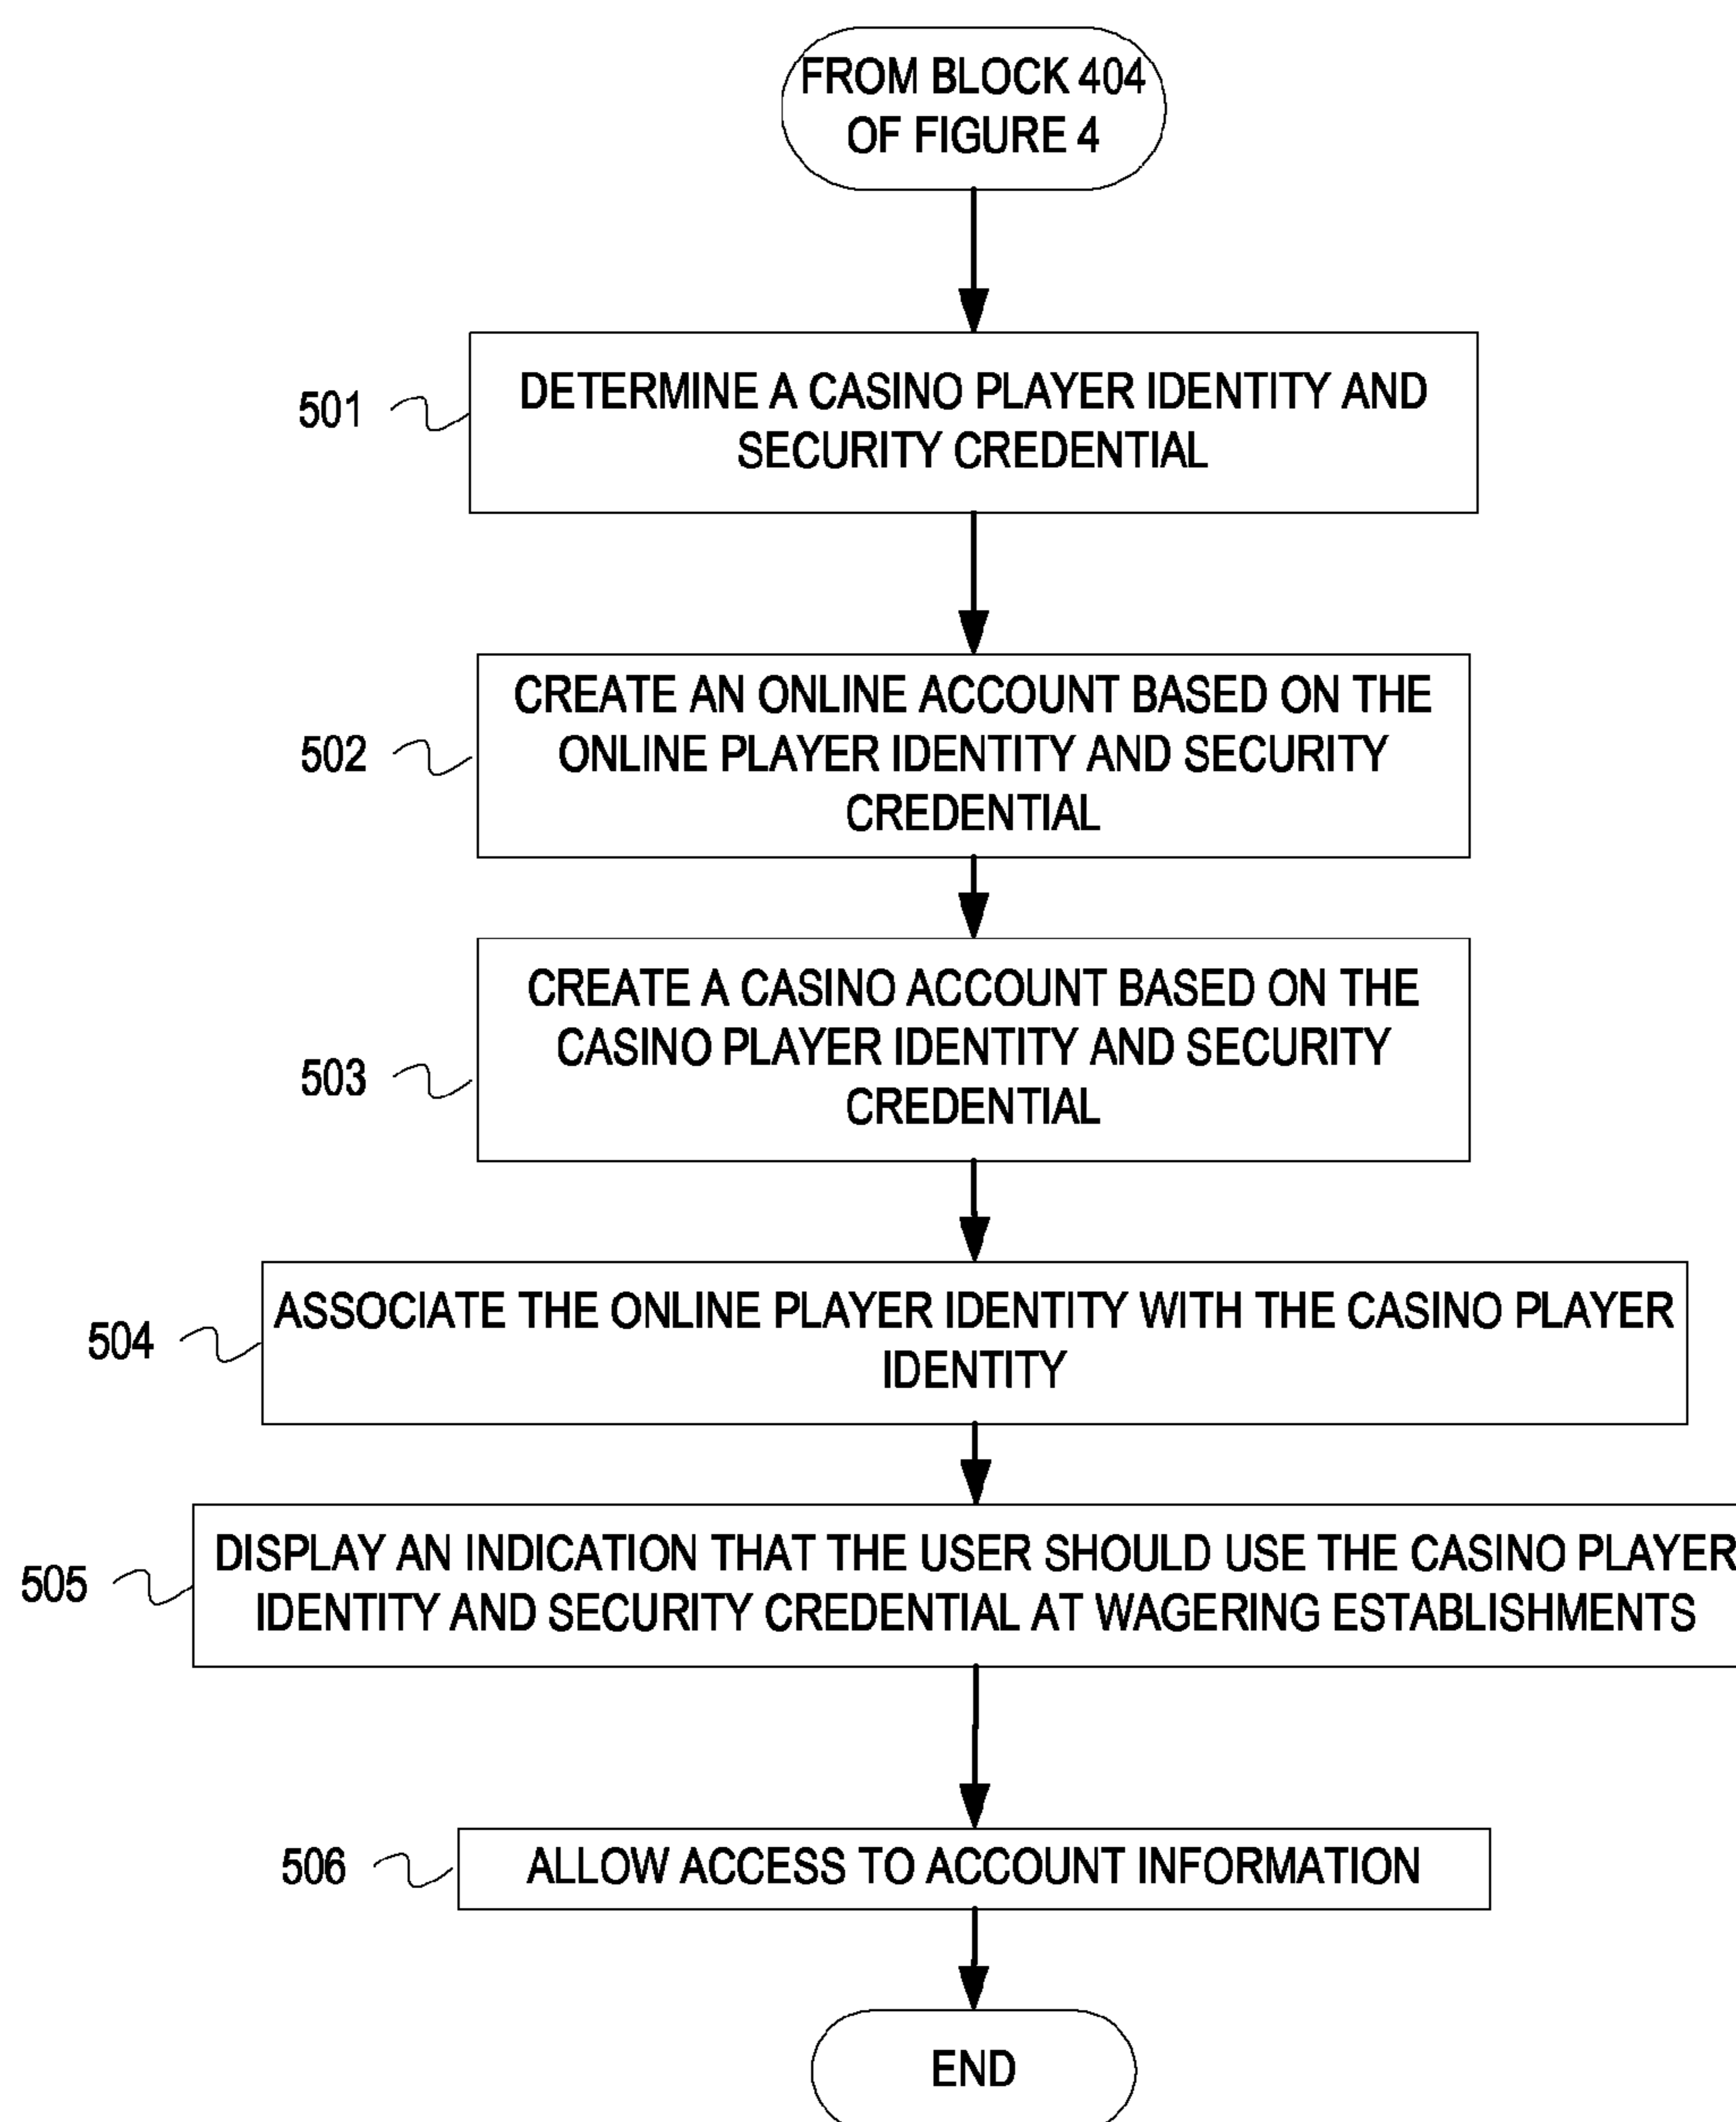 FROM BLOCK 404
OF FIGURE 4
501
DETERMINE A CASINO PLAYER IDENTITY AND
SECURITY CREDENTIAL
502
CREATE AN ONLINE ACCOUNT BASED ON THE
ONLINE PLAYER IDENTITY AND SECURITY
CREDENTIAL
503
CREATE A CASINO ACCOUNT BASED ON THE
CASINO PLAYER IDENTITY AND SECURITY
CREDENTIAL
504
ASSOCIATE THE ONLINE PLAYER IDENTITY WITH THE CASINO PLAYER
IDENTITY
505
DISPLAY AN INDICATION THAT THE USER SHOULD USE THE CASINO PLAYER
IDENTITY AND SECURITY CREDENTIAL AT WAGERING ESTABLISHMENTS
506
ALLOW ACCESS TO ACCOUNT INFORMATION
END